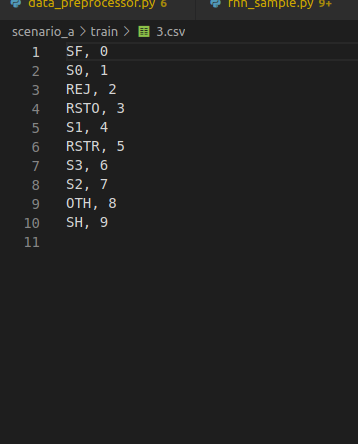 data_preprocessor.py 6 rnn_sample.py 9+
scenario_a > train > 3.csv
1 SF, 0
2 S0, 1
3 REJ, 2
4 RSTO, 3
5 S1, 4
6 RSTR, 5
7 S3, 6
8 S2, 7
9 OTH, 8
10 SH, 9
11